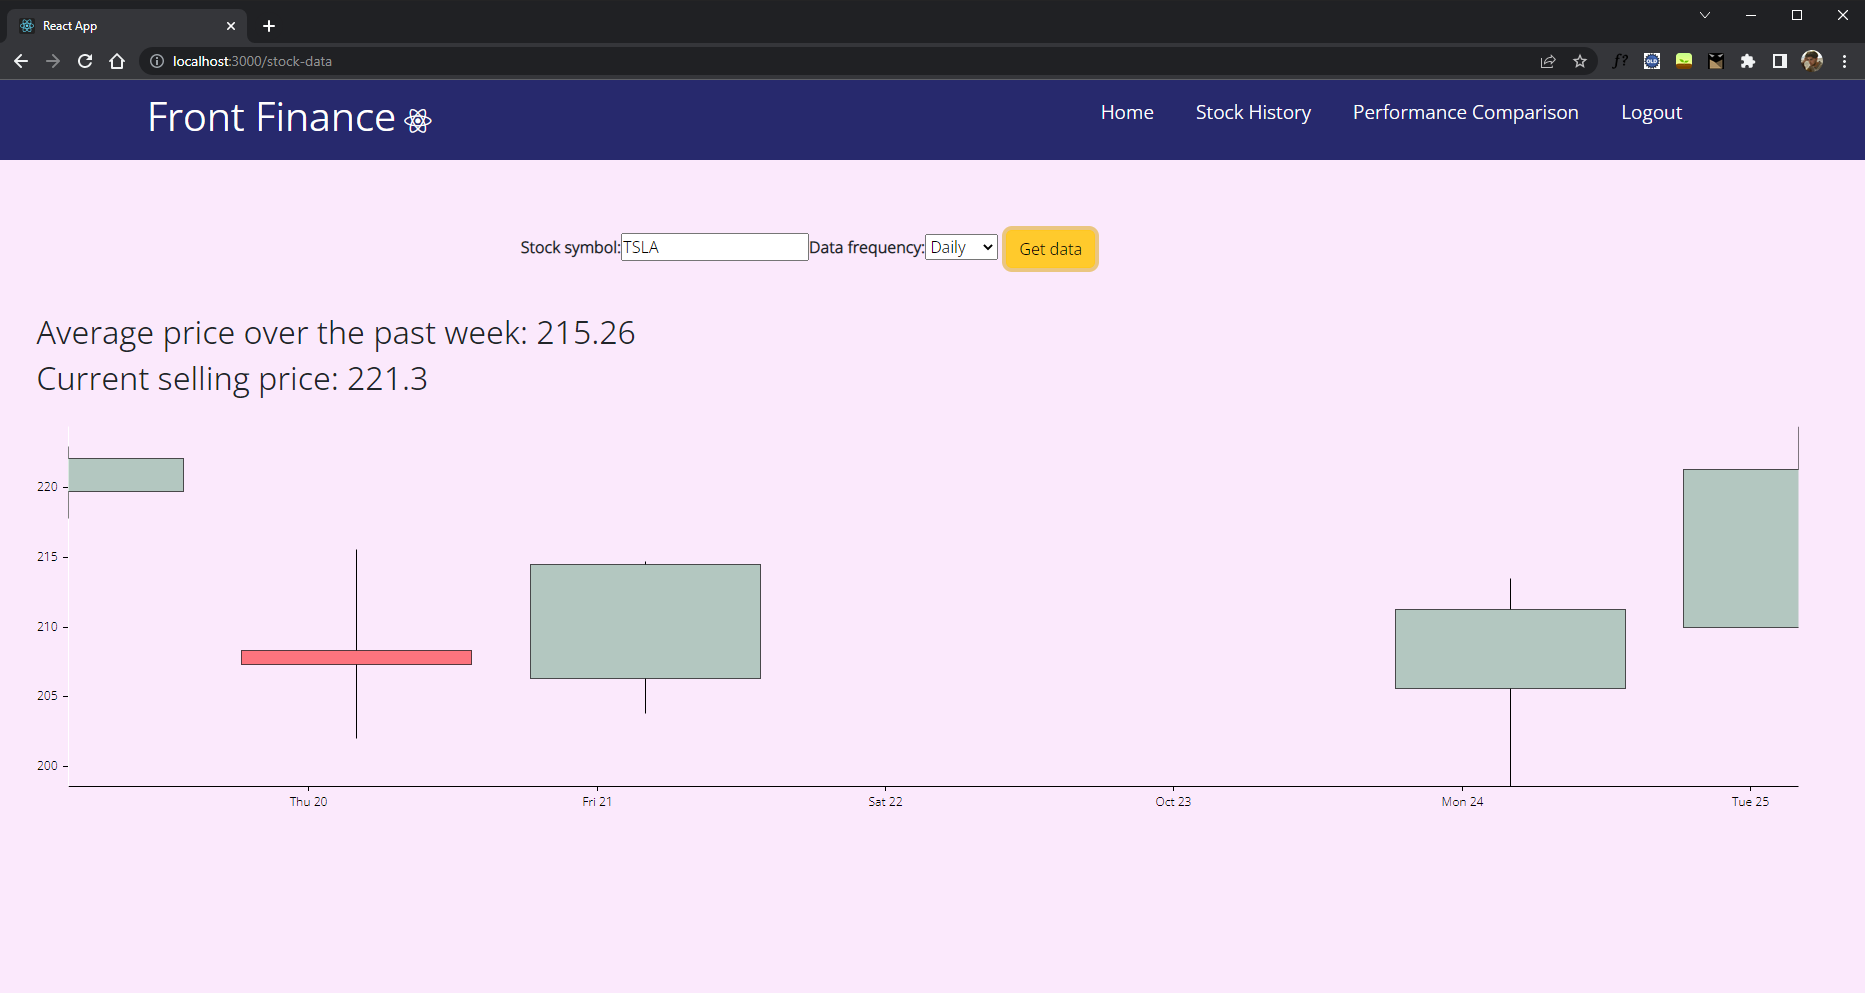 React App
localhost:3000/stock-data
f?
OLD
Front Finance
Home Stock History Performance Comparison Logout
Stock symbol: TSLA Data frequency: Daily Get data
Average price over the past week: 215.26
Current selling price: 221.3
220
215
210
205
200
Thu 20 Fri 21 Sat 22 Oct 23 Mon 24 Tue 25